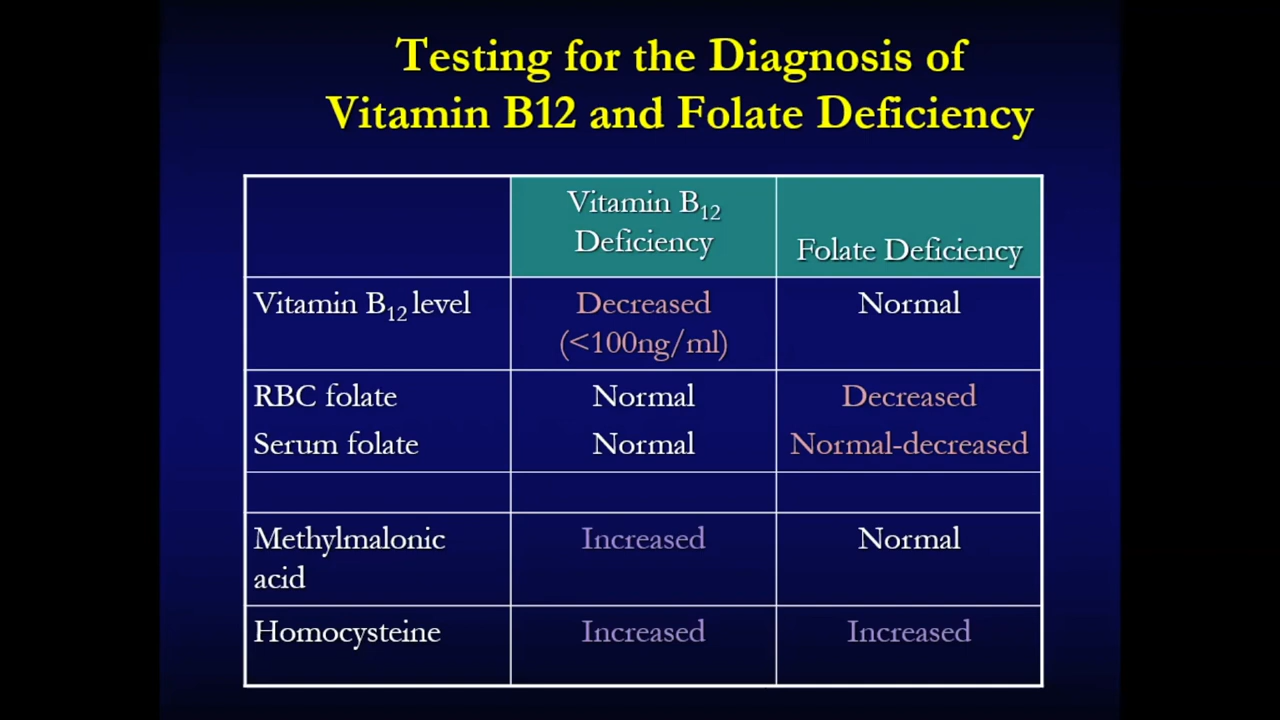 Testing for the Diagnosis of
Vitamin B12 and Folate Deficiency
Vitamin B₁₂
Deficiency
Folate Deficiency
Vitamin B₁₂ level
Decreased
(<100ng/ml)
Normal
RBC folate
Normal
Decreased
Serum folate
Normal
Normal-decreased
Methylmalonic
acid
Increased
Normal
Homocysteine
Increased
Increased